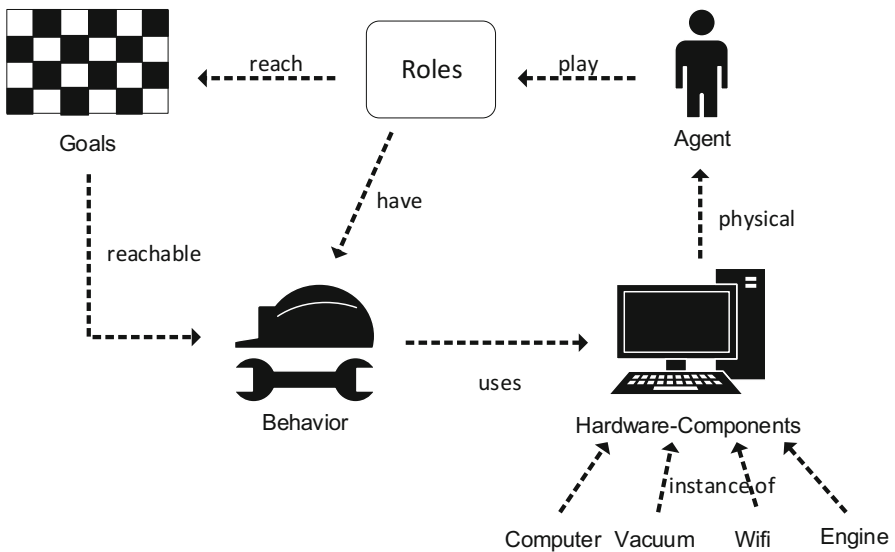 reach
Roles
play
Goals
Agent
have
physical
reachable
uses
Behavior
Hardware-Components
instance of
Computer
Vacuum
Wifi
Engine